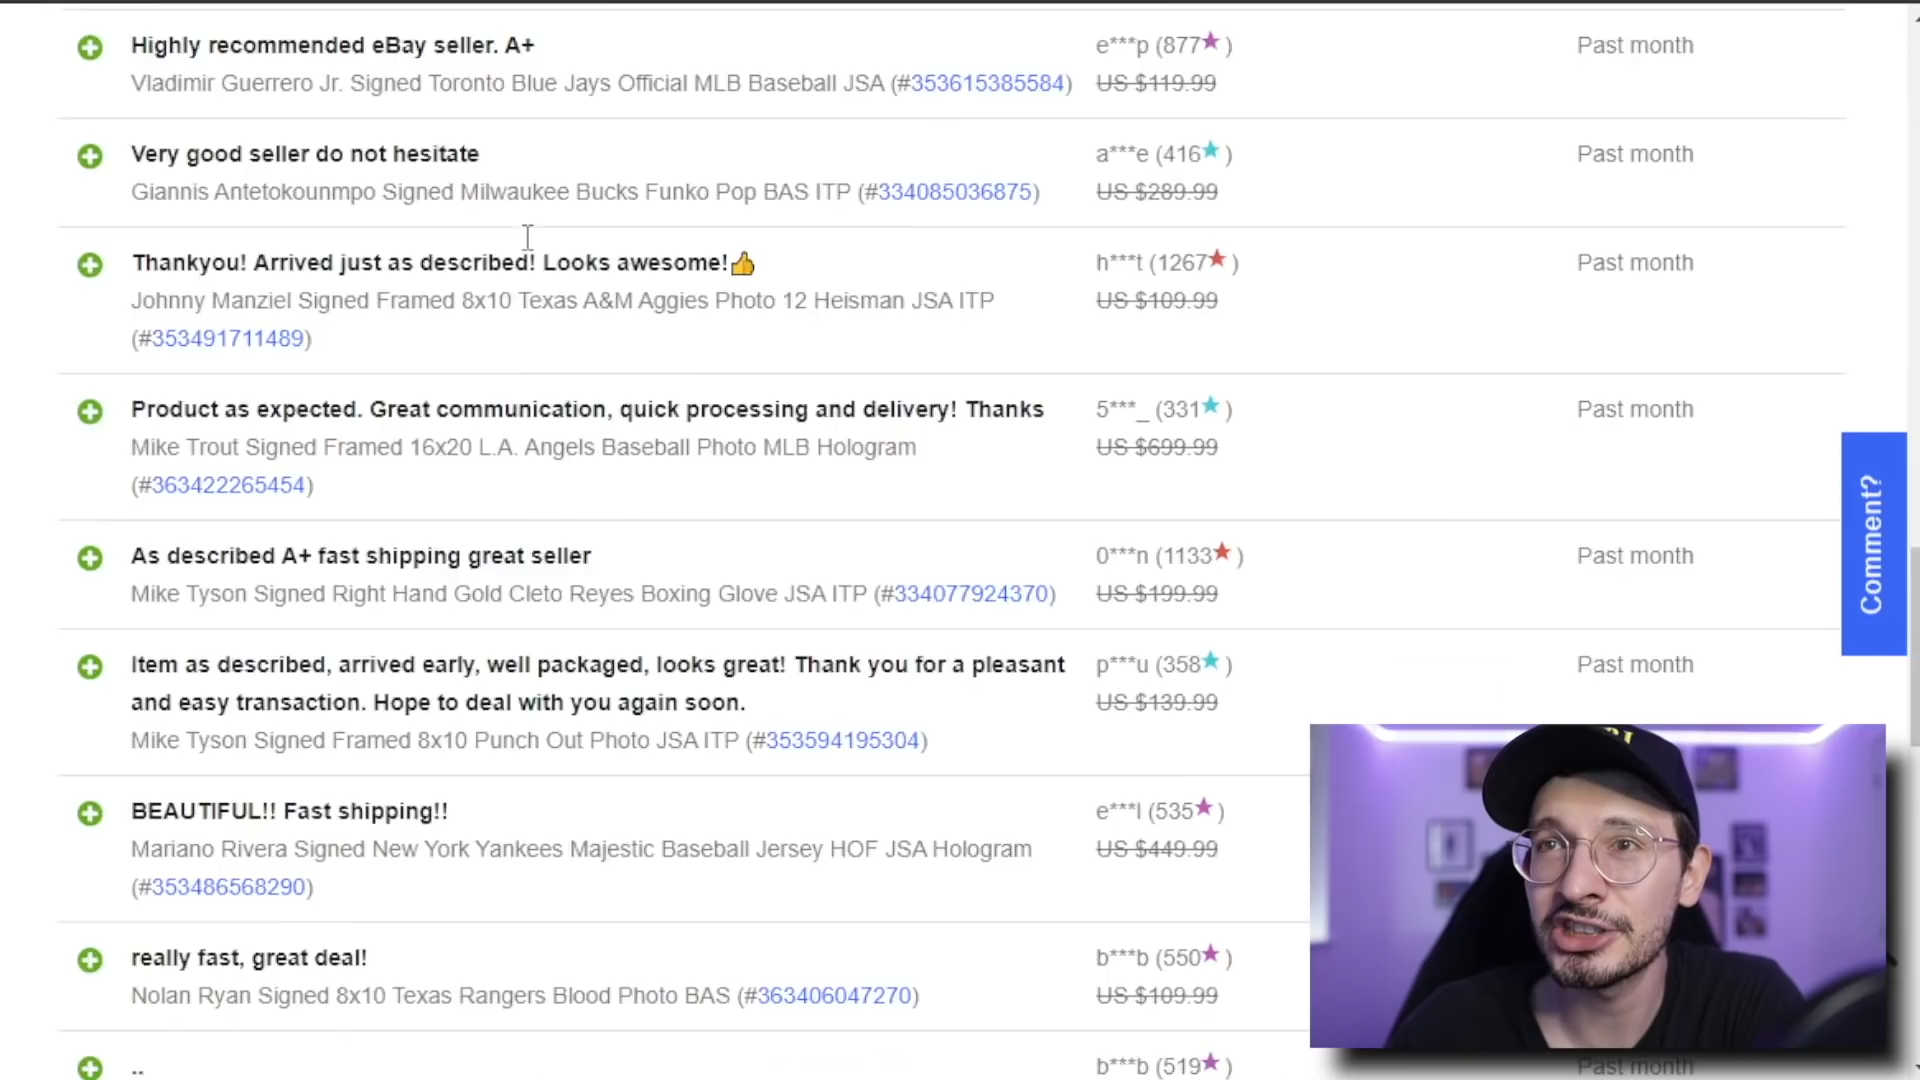 Highly recommended eBay seller. A+ e***p (877★) Past month
Vladimir Guerrero Jr. Signed Toronto Blue Jays Official MLB Baseball JSA (#353615385584) US $119.99
Very good seller do not hesitate a***e (416★) Past month
Giannis Antetokounmpo Signed Milwaukee Bucks Funko Pop BAS ITP (#334085036875) US $289.99
Thankyou! Arrived just as described! Looks awesome!👍 h***t (1267★) Past month
Johnny Manziel Signed Framed 8x10 Texas A&M Aggies Photo 12 Heisman JSA ITP US $109.99
(#353491711489)
Product as expected. Great communication, quick processing and delivery! Thanks 5***_ (331★) Past month
Mike Trout Signed Framed 16x20 L.A. Angels Baseball Photo MLB Hologram US $699.99
(#363422265454)
Comment?
As described A+ fast shipping great seller 0***n (1133★) Past month
Mike Tyson Signed Right Hand Gold Cleto Reyes Boxing Glove JSA ITP (#334077924370) US $199.99
Item as described, arrived early, well packaged, looks great! Thank you for a pleasant p***u (358★) Past month
and easy transaction. Hope to deal with you again soon. US $139.99
Mike Tyson Signed Framed 8x10 Punch Out Photo JSA ITP (#353594195304)
BEAUTIFUL!! Fast shipping!! e***l (535★)
Mariano Rivera Signed New York Yankees Majestic Baseball Jersey HOF JSA Hologram US $449.99
(#353486568290)
really fast, great deal! b***b (550★)
Nolan Ryan Signed 8x10 Texas Rangers Blood Photo BAS (#363406047270) US $109.99
.. b***b (519★) Past month